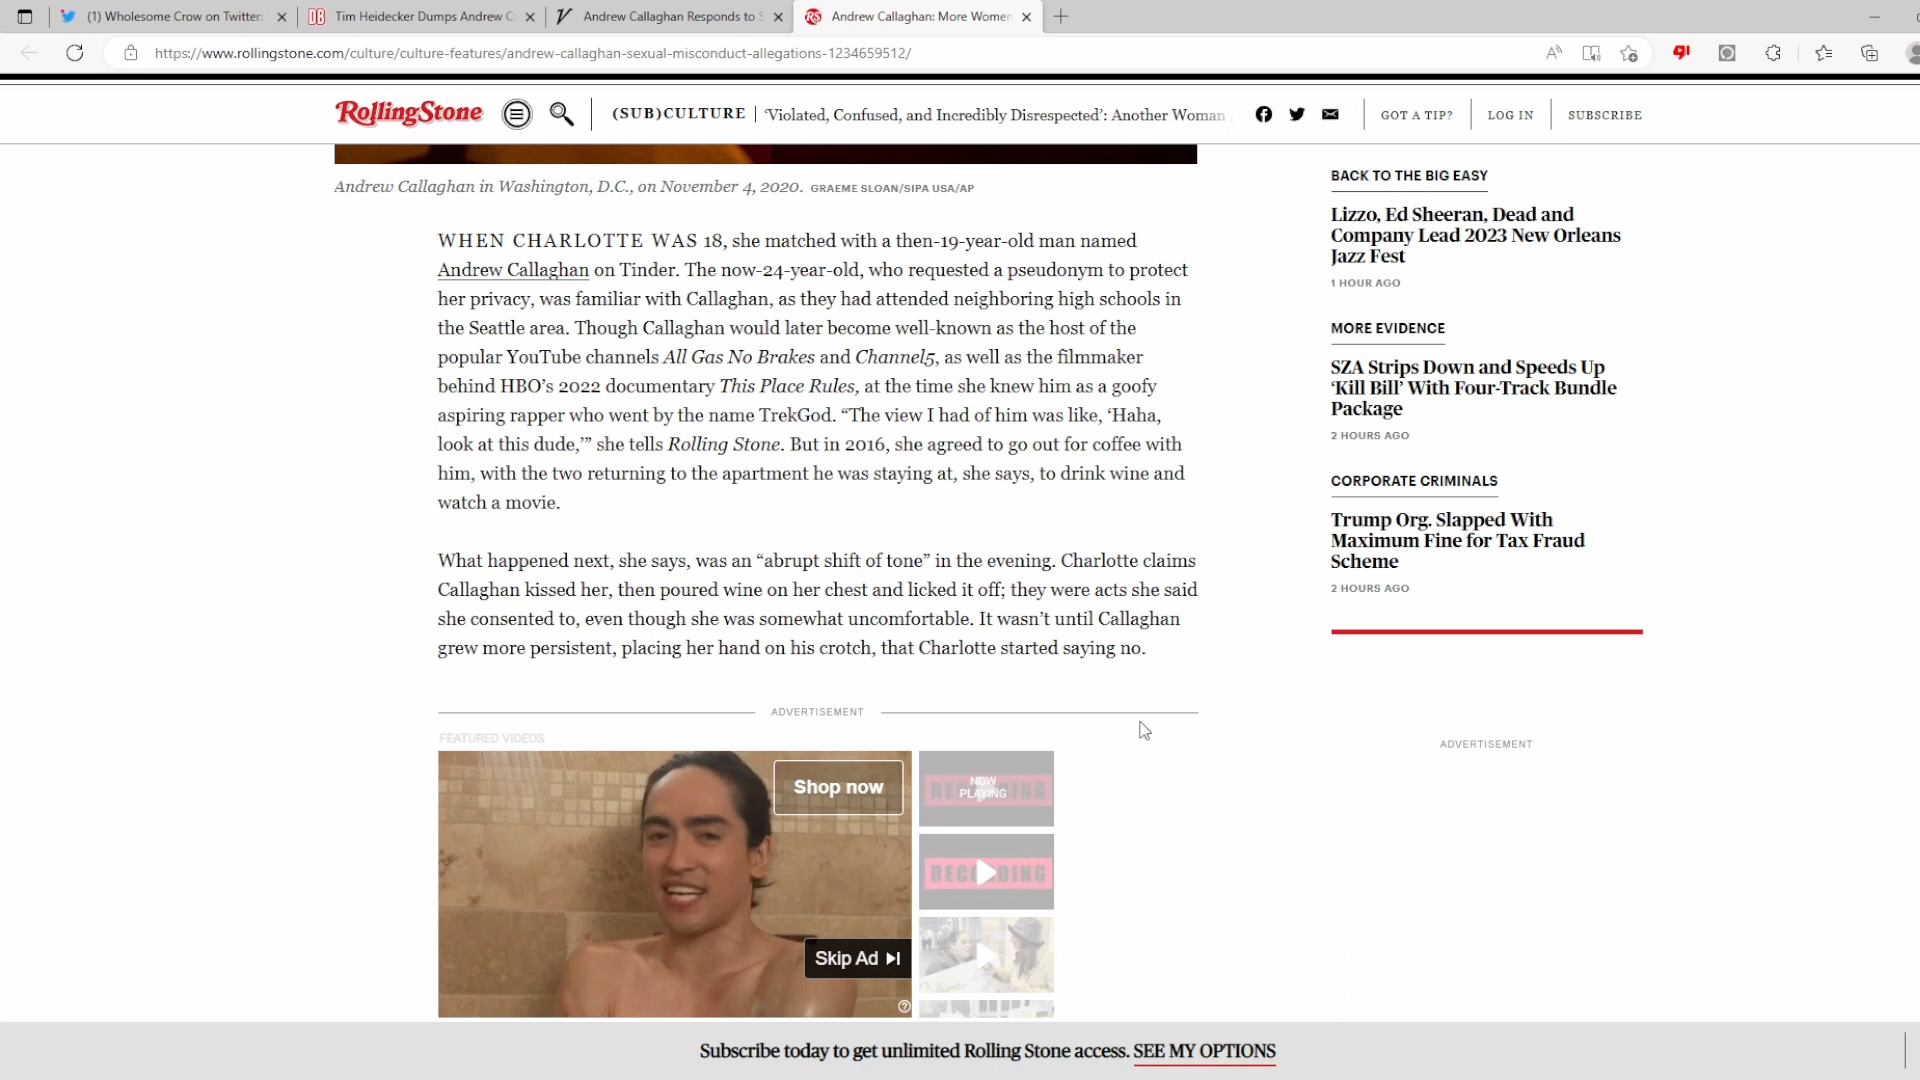 (1) Wholesome Crow on Twitter:
Tim Heidecker Dumps Andrew C
Andrew Callaghan Responds to S
Andrew Callaghan: More Women
https://www.rollingstone.com/culture/culture-features/andrew-callaghan-sexual-misconduct-allegations-1234659512/
RollingStone
(SUB)CULTURE | ‘Violated, Confused, and Incredibly Disrespected’: Another Woman
GOT A TIP?
LOG IN
SUBSCRIBE
Andrew Callaghan in Washington, D.C., on November 4, 2020. GRAEME SLOAN/SIPA USA/AP
WHEN CHARLOTTE WAS 18, she matched with a then-19-year-old man named
Andrew Callaghan on Tinder. The now-24-year-old, who requested a pseudonym to protect
her privacy, was familiar with Callaghan, as they had attended neighboring high schools in
the Seattle area. Though Callaghan would later become well-known as the host of the
popular YouTube channels All Gas No Brakes and Channel5, as well as the filmmaker
behind HBO’s 2022 documentary This Place Rules, at the time she knew him as a goofy
aspiring rapper who went by the name TrekGod. “The view I had of him was like, ‘Haha,
look at this dude,’” she tells Rolling Stone. But in 2016, she agreed to go out for coffee with
him, with the two returning to the apartment he was staying at, she says, to drink wine and
watch a movie.
What happened next, she says, was an “abrupt shift of tone” in the evening. Charlotte claims
Callaghan kissed her, then poured wine on her chest and licked it off; they were acts she said
she consented to, even though she was somewhat uncomfortable. It wasn’t until Callaghan
grew more persistent, placing her hand on his crotch, that Charlotte started saying no.
ADVERTISEMENT
FEATURED VIDEOS
Shop now
Skip Ad
NOW
PLAYING
RECORDING
BACK TO THE BIG EASY
Lizzo, Ed Sheeran, Dead and
Company Lead 2023 New Orleans
Jazz Fest
1 HOUR AGO
MORE EVIDENCE
SZA Strips Down and Speeds Up
‘Kill Bill’ With Four-Track Bundle
Package
2 HOURS AGO
CORPORATE CRIMINALS
Trump Org. Slapped With
Maximum Fine for Tax Fraud
Scheme
2 HOURS AGO
ADVERTISEMENT
Subscribe today to get unlimited Rolling Stone access. SEE MY OPTIONS